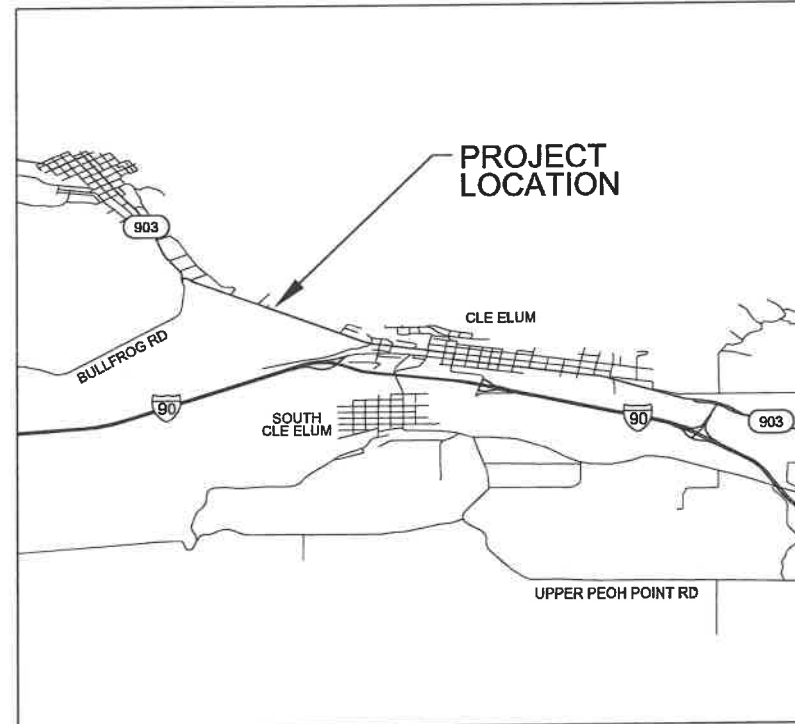 PROJECT
LOCATION
903
CLE ELUM
BULLFROG RD
90
SOUTH
CLE ELUM
90
903
UPPER PEOH POINT RD